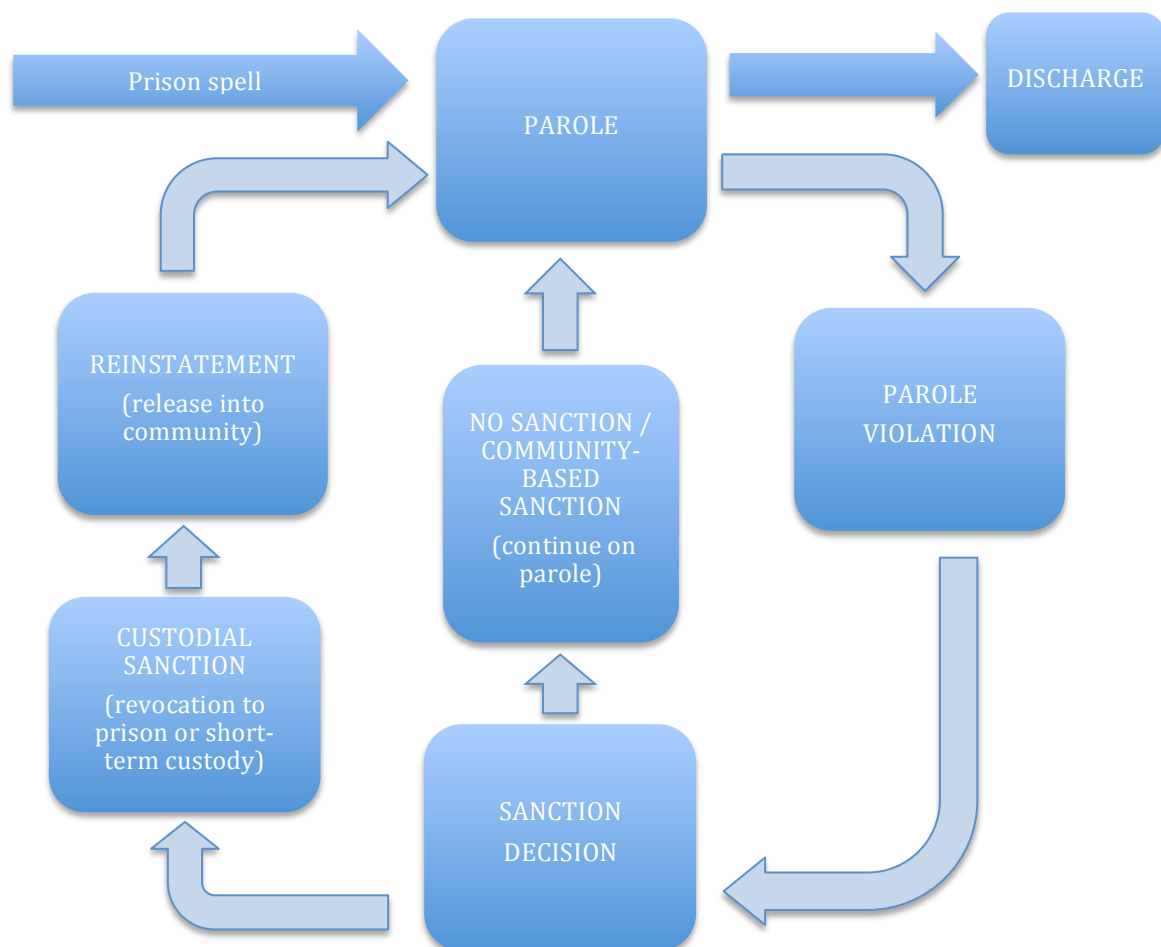 Prison spell
PAROLE
DISCHARGE
REINSTATEMENT
(release into
community)
NO SANCTION /
COMMUNITY-
BASED
SANCTION
(continue on
parole)
PAROLE
VIOLATION
CUSTODIAL
SANCTION
(revocation to
prison or short-
term custody)
SANCTION
DECISION